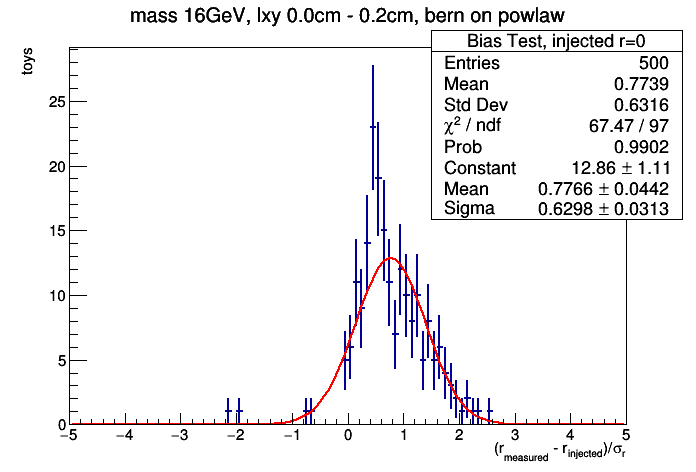 mass 16GeV, lxy 0.0cm - 0.2cm, bern on powlaw
Bias Test, injected r=0
Entries 500
Mean 0.7739
Std Dev 0.6316
χ² / ndf 67.47 / 97
Prob 0.9902
Constant 12.86 ± 1.11
Mean 0.7766 ± 0.0442
Sigma 0.6298 ± 0.0313
toys
25
20
15
10
5
0
−5 −4 −3 −2 −1 0 1 2 3 4 5
(r_measured - r_injected)/σ_r